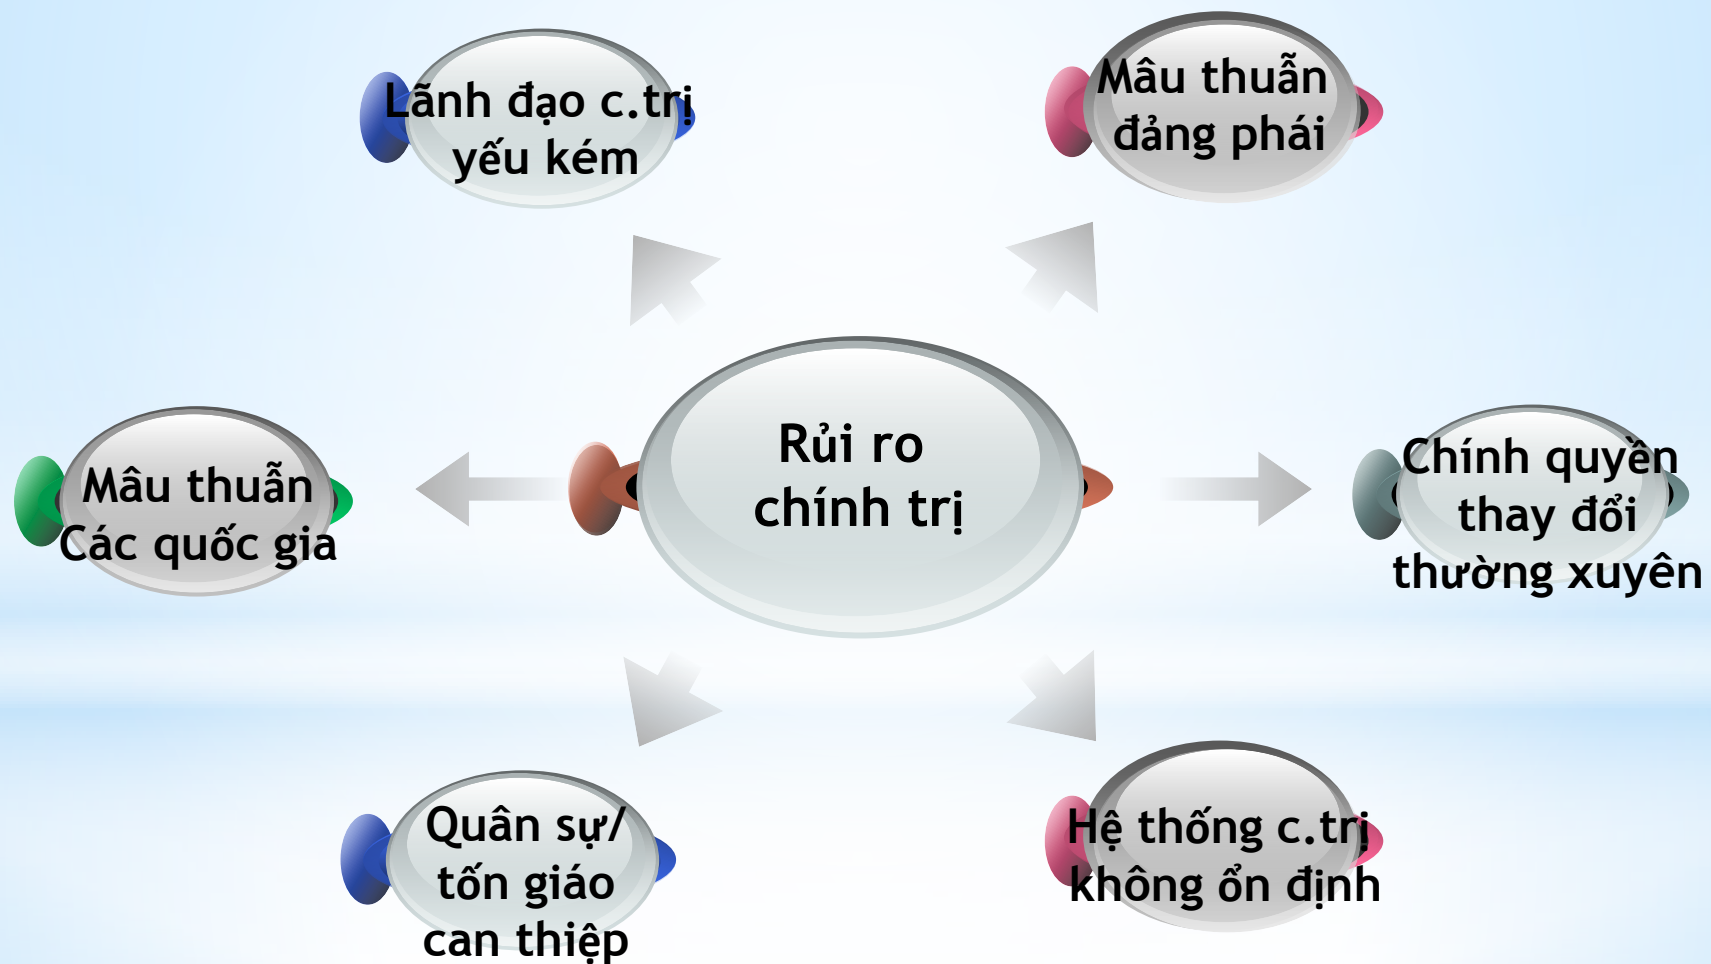 Lãnh đạo c.trị
yếu kém
Mâu thuẫn
đảng phái
Rủi ro
chính trị
Mâu thuẫn
Các quốc gia
Chính quyền
thay đổi
thường xuyên
Quân sự/
tốn giáo
can thiệp
Hệ thống c.trị
không ổn định